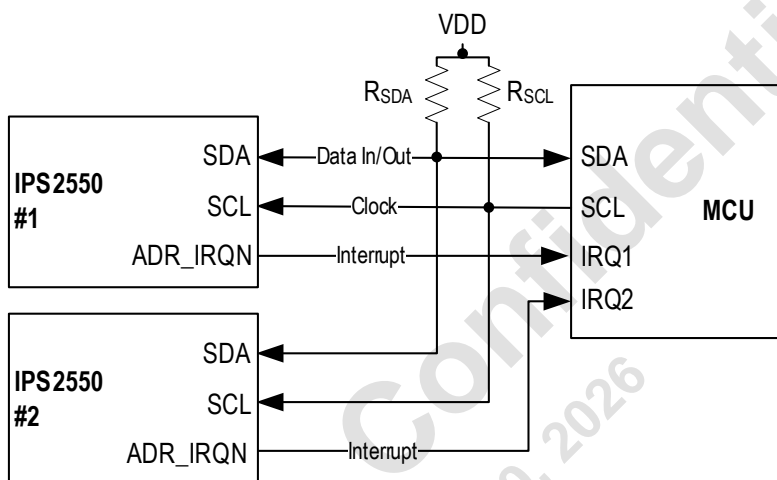 VDD
RSDA
RSCL
IPS2550
#1
SDA
SCL
ADR_IRQN
Data In/Out
Clock
Interrupt
SDA
SCL
IRQ1
IRQ2
MCU
IPS2550
#2
SDA
SCL
ADR_IRQN
Interrupt
Confidenti
0, 2026